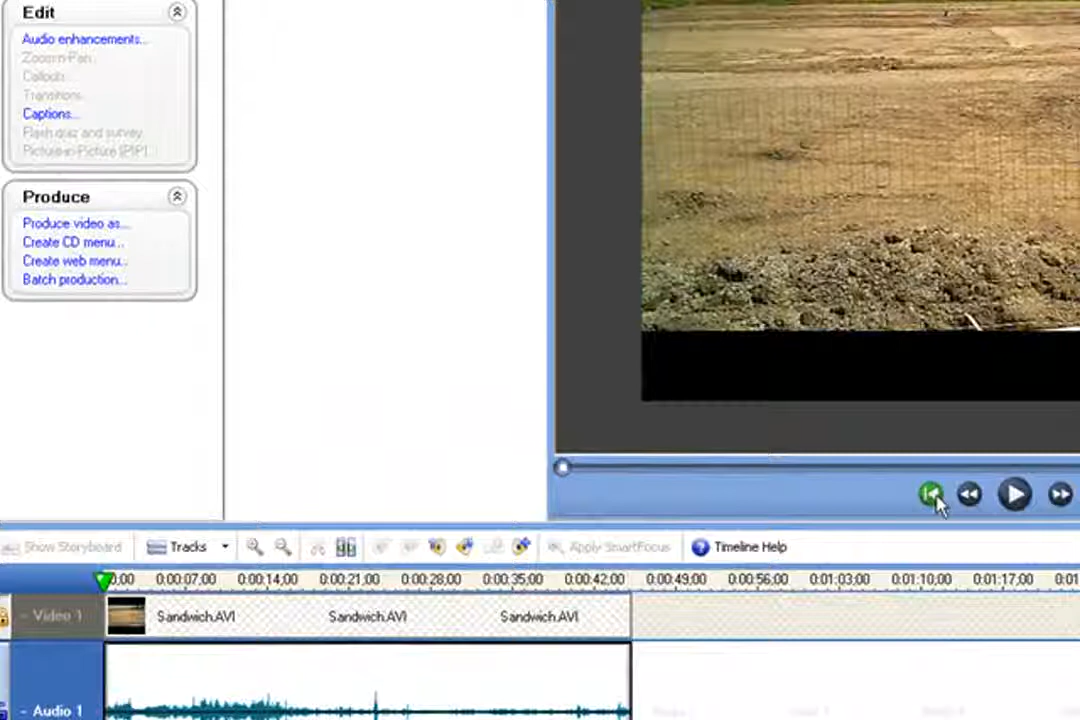 Edit
Audio enhancements...
Zoom-n-Pan...
Callouts...
Transitions...
Captions...
Flash quiz and survey...
Picture-in-Picture (PIP)...
Produce
Produce video as...
Create CD menu...
Create web menu...
Batch production...
Show Storyboard Tracks Apply SmartFocus Timeline Help
0:00:07;00 0:00:14;00 0:00:21;00 0:00:28;00 0:00:35;00 0:00:42;00 0:00:49;00 0:00:56;00 0:01:03;00 0:01:10;00 0:01:17;00
- Video 1 Sandwich.AVI Sandwich.AVI Sandwich.AVI
- Audio 1